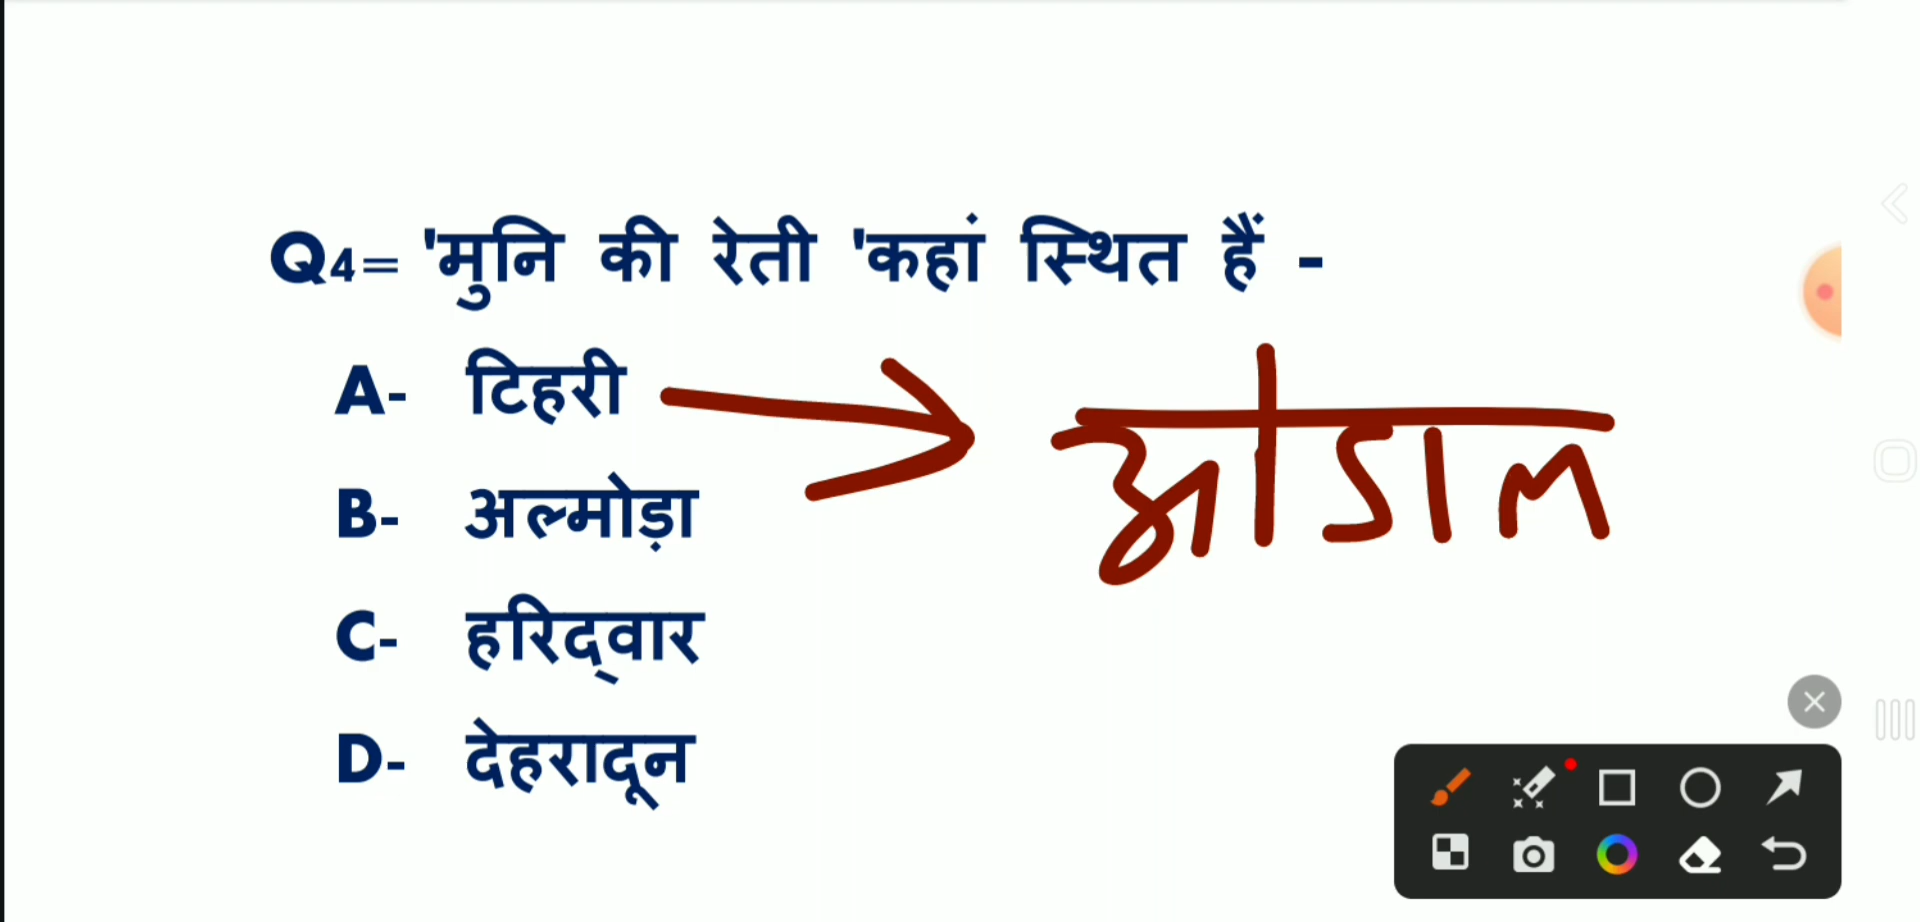 Q4= 'मुनि की रेती 'कहां स्थित हैं -
A- टिहरी
B- अल्मोड़ा
C- हरिद्‌वार
D- देहरादून